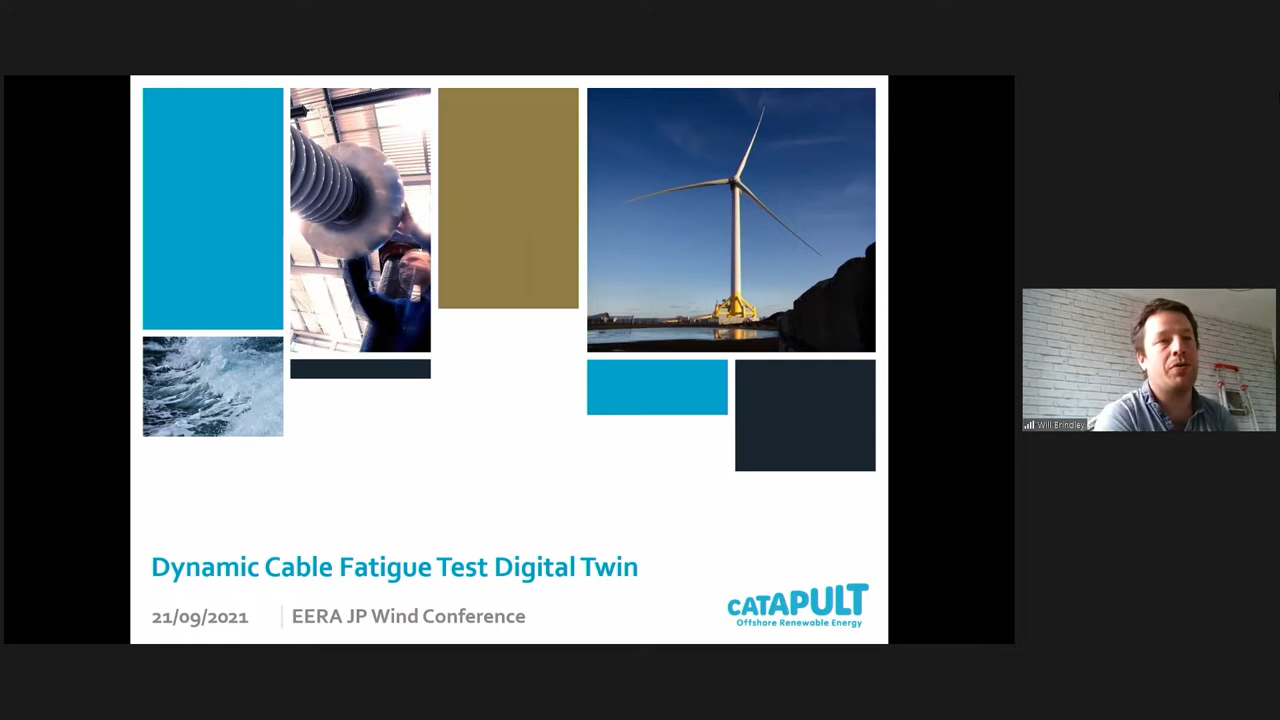 Dynamic Cable Fatigue Test Digital Twin
21/09/2021 EERA JP Wind Conference
CATAPULT
Offshore Renewable Energy
Will Brindley